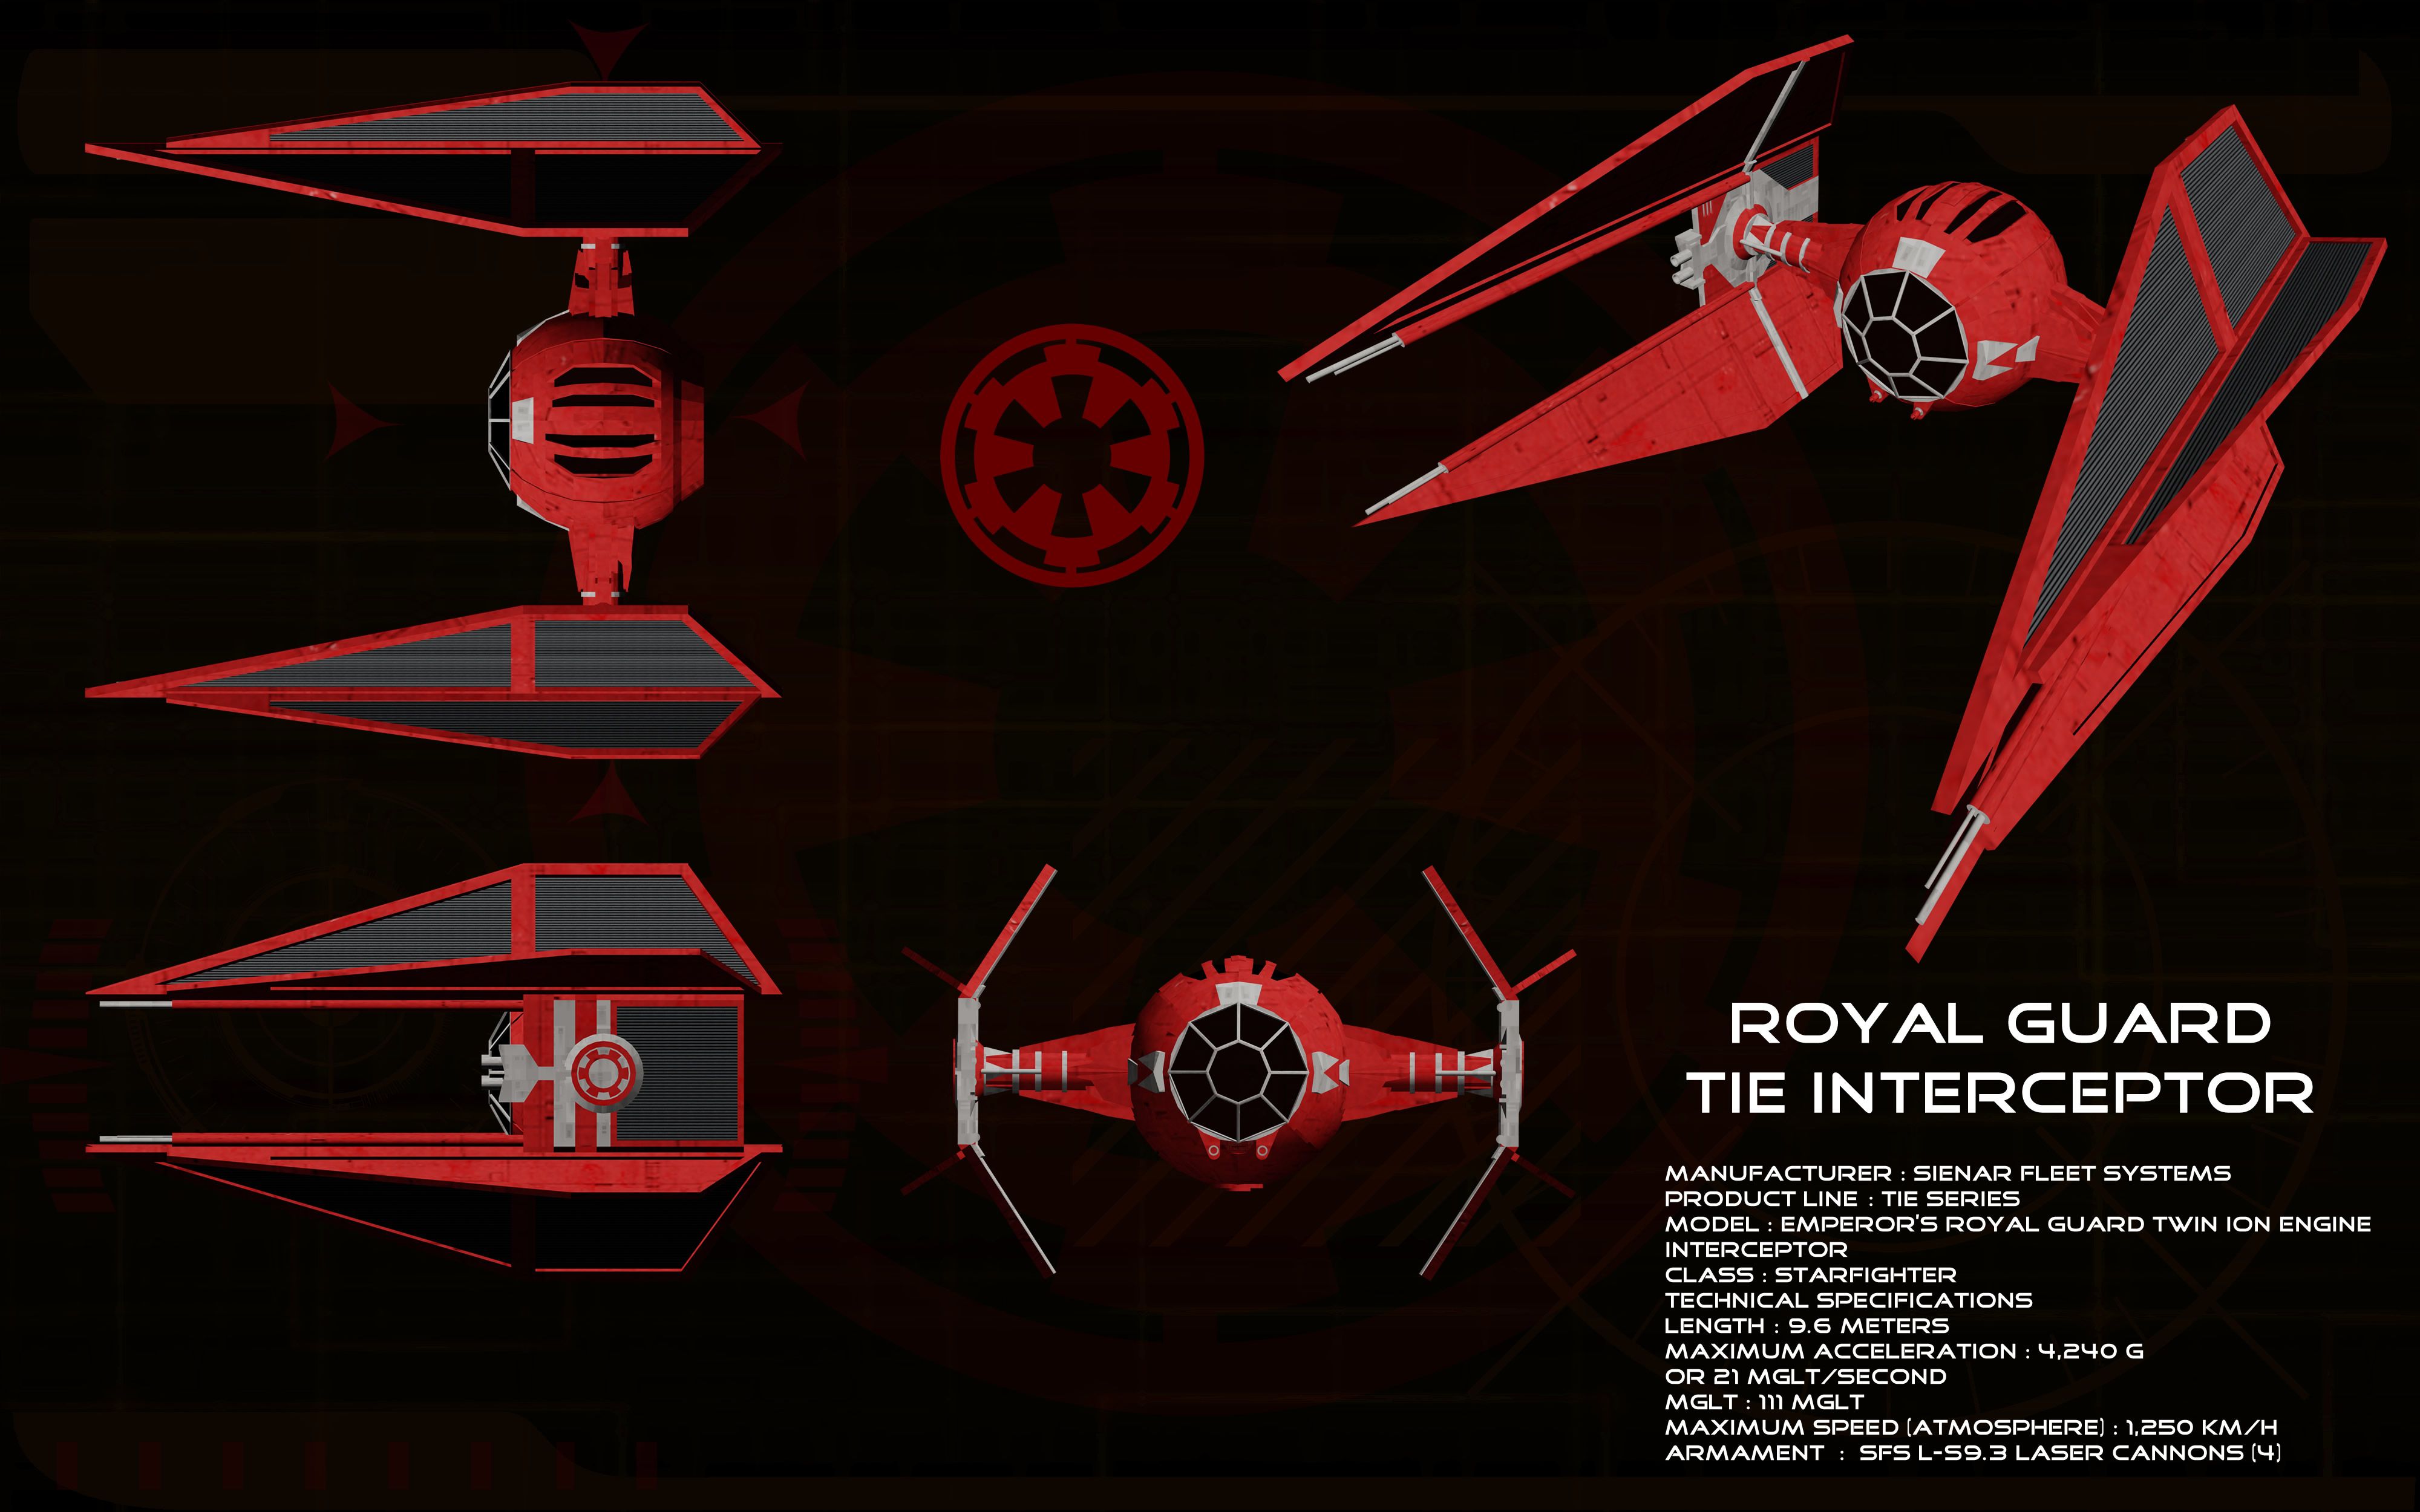 ROYAL GUARD
TIE INTERCEPTOR
MANUFACTURER : SIENAR FLEET SYSTEMS
PRODUCT LINE : TIE SERIES
MODEL : EMPEROR'S ROYAL GUARD TWIN ION ENGINE
INTERCEPTOR
CLASS : STARFIGHTER
TECHNICAL SPECIFICATIONS
LENGTH : 9.6 METERS
MAXIMUM ACCELERATION : 4,240 G
OR 21 MGLT/SECOND
MGLT : 111 MGLT
MAXIMUM SPEED (ATMOSPHERE) : 1,250 KM/H
ARMAMENT : SFS L-S9.3 LASER CANNONS (4)